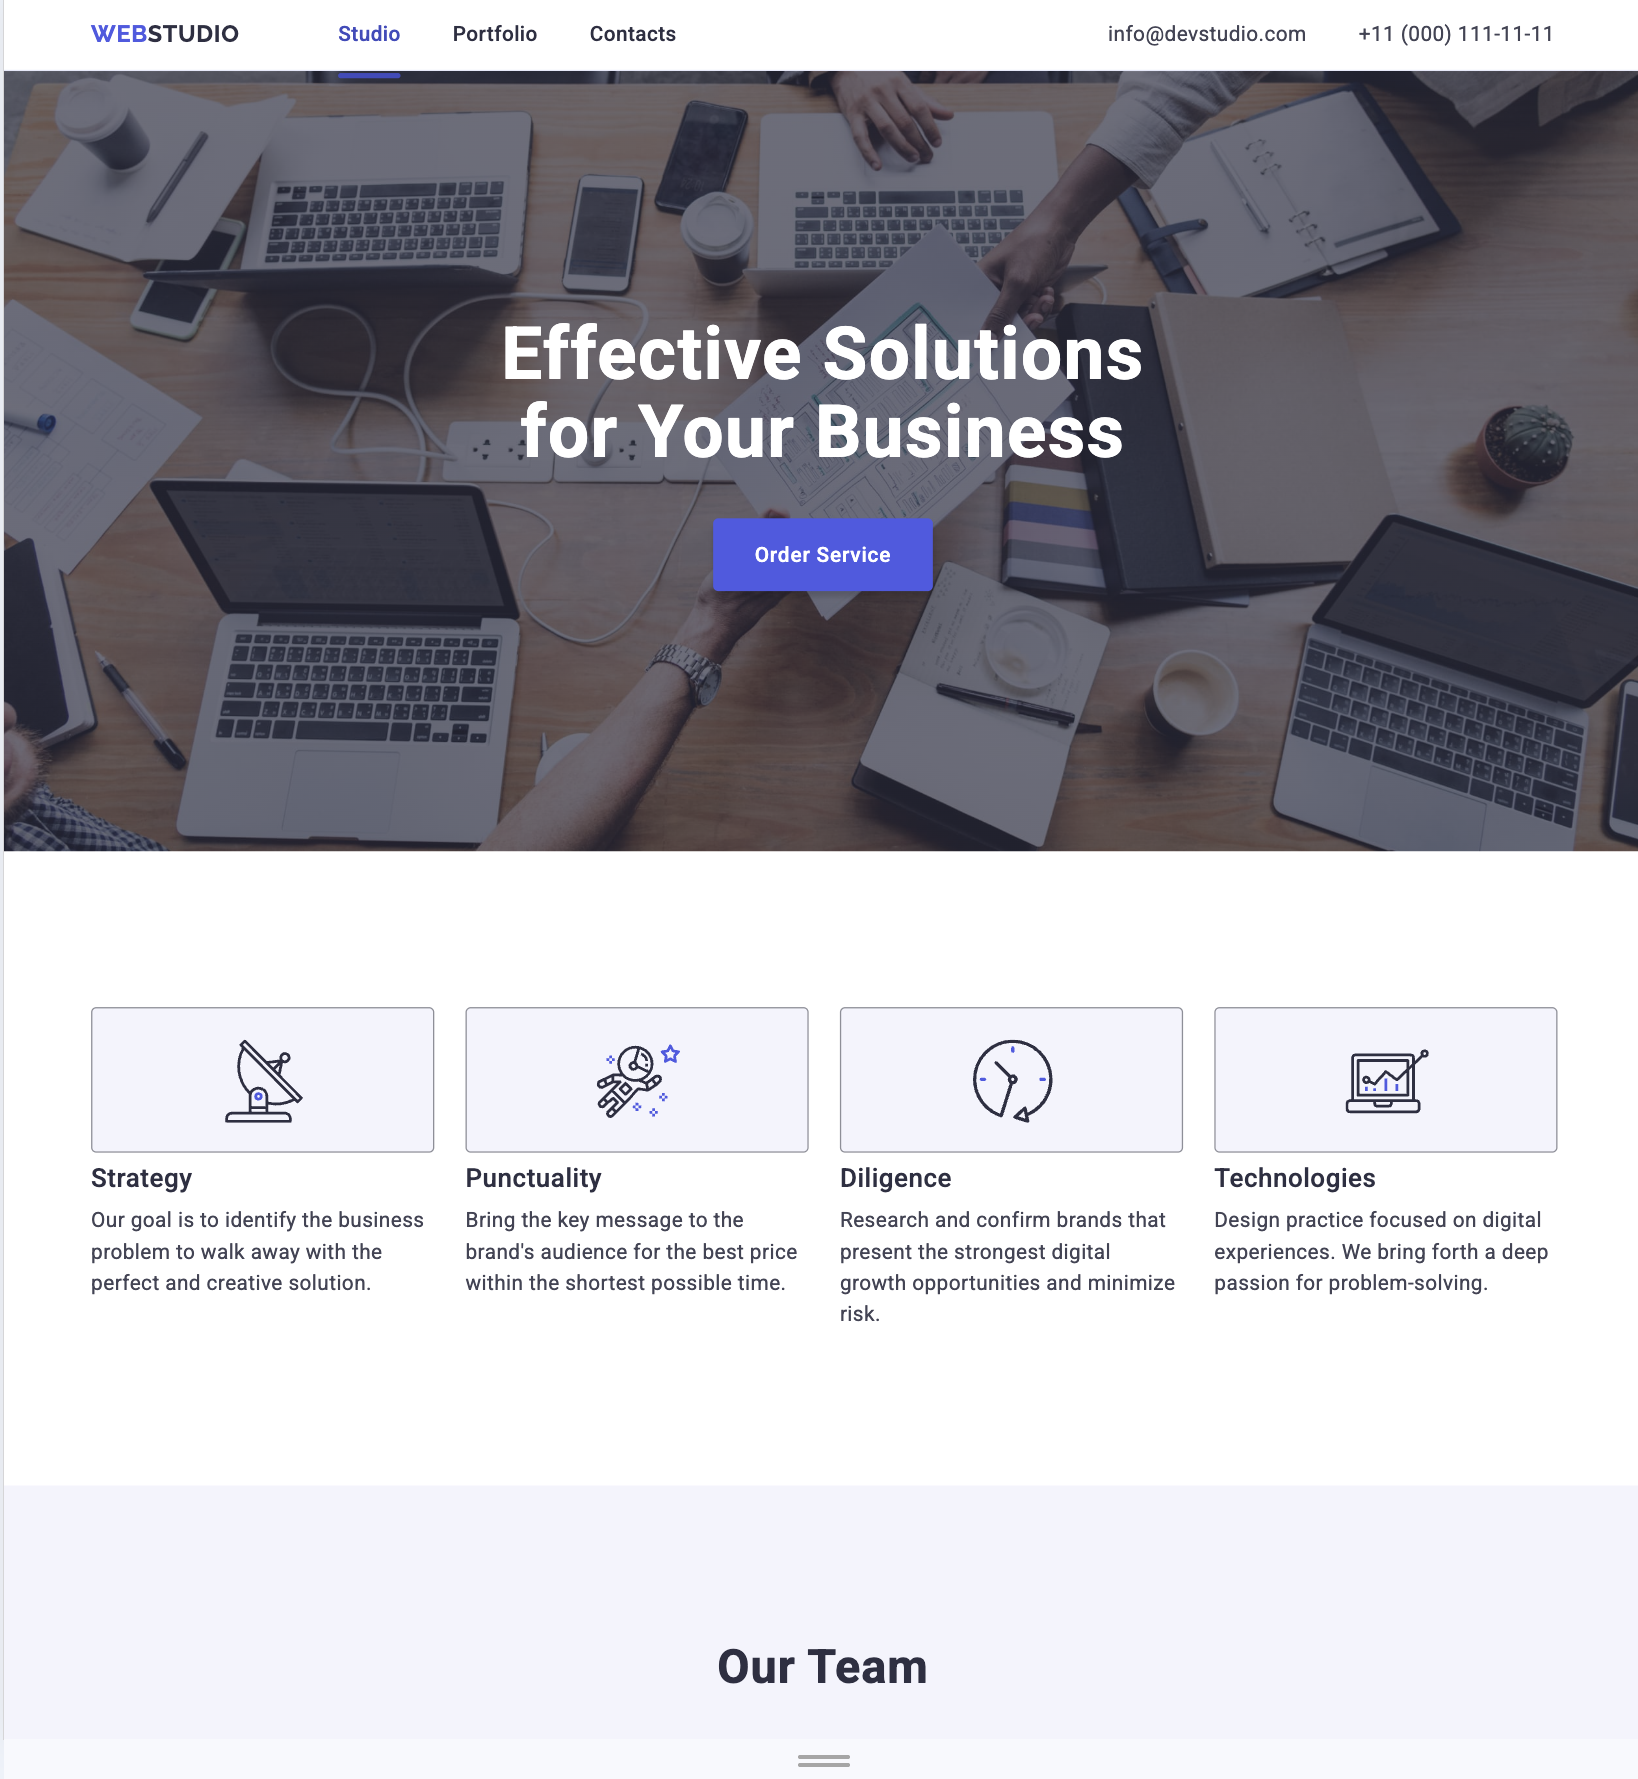 WEBSTUDIO
Studio
Portfolio
Contacts
info@devstudio.com
+11 (000) 111-11-11
Effective Solutions
for Your Business
Order Service
Strategy
Our goal is to identify the business
problem to walk away with the
perfect and creative solution.
Punctuality
Bring the key message to the
brand's audience for the best price
within the shortest possible time.
Diligence
Research and confirm brands that
present the strongest digital
growth opportunities and minimize
risk.
Technologies
Design practice focused on digital
experiences. We bring forth a deep
passion for problem-solving.
Our Team